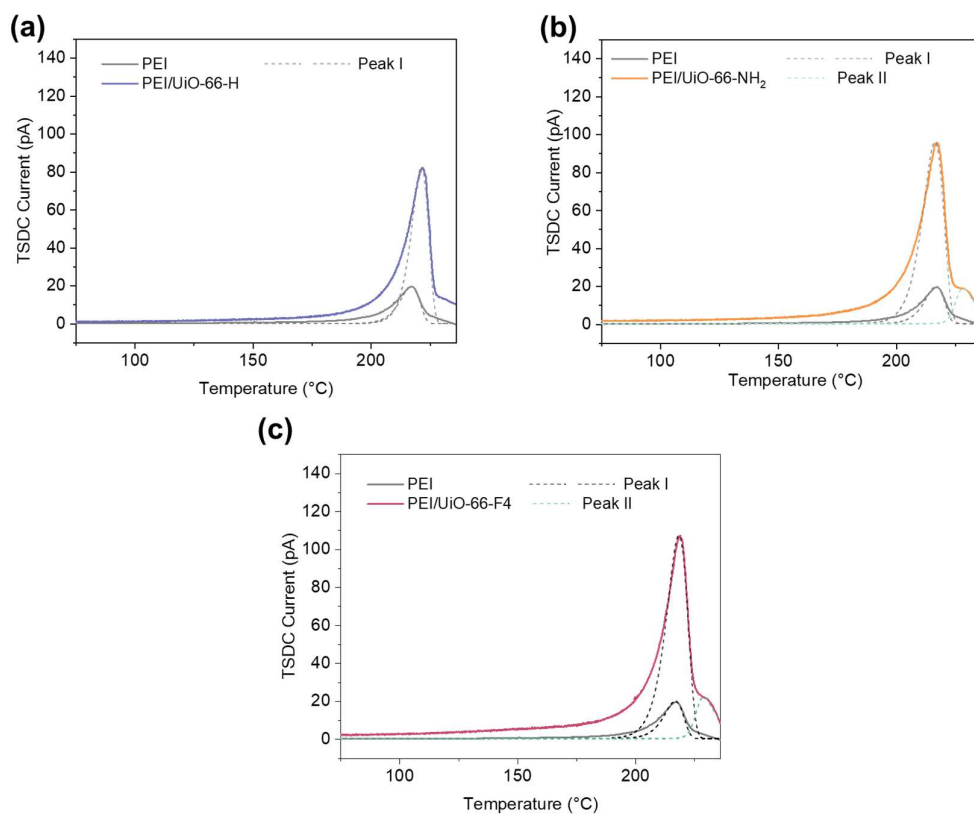 (a)
PEI
Peak I
PEI/UiO-66-H
140
120
100
80
60
40
20
0
TSDC Current (pA)
100
150
200
Temperature (°C)
(b)
PEI
Peak I
PEI/UiO-66-NH₂
Peak II
140
120
100
80
60
40
20
0
TSDC Current (pA)
100
150
200
Temperature (°C)
(c)
PEI
Peak I
PEI/UiO-66-F4
Peak II
140
120
100
80
60
40
20
0
TSDC Current (pA)
100
150
200
Temperature (°C)